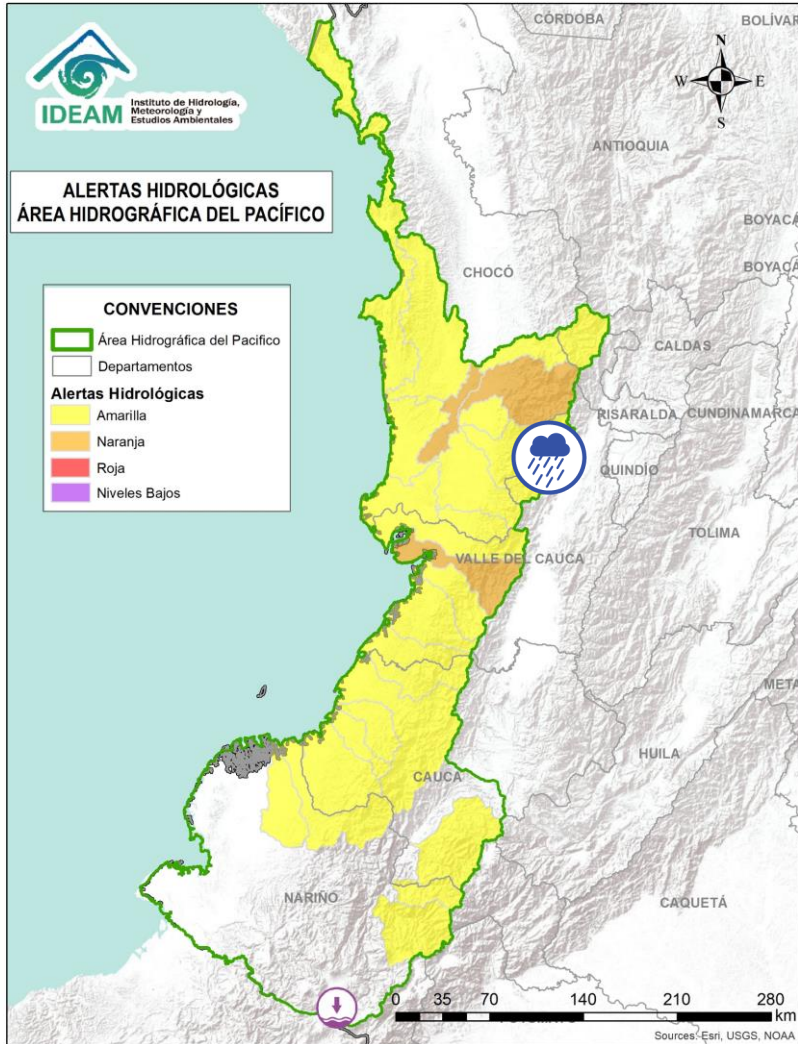 CÓRDOBA
BOLÍVAR
N
W
E
S
IDEAM
Instituto de Hidrología,
Meteorología y
Estudios Ambientales
ANTIOQUIA
ALERTAS HIDROLÓGICAS
ÁREA HIDROGRÁFICA DEL PACÍFICO
BOYACÁ
CHOCÓ
BOYACÁ
CONVENCIONES
Área Hidrográfica del Pacífico
Departamentos
Alertas Hidrológicas
Amarilla
Naranja
Roja
Niveles Bajos
CALDAS
RISARALDA
CUNDINAMARCA
QUINDÍO
TOLIMA
VALLE DEL CAUCA
META
HUILA
CAUCA
NARIÑO
CAQUETÁ
0 35 70 140 210 280
km
Sources: Esri, USGS, NOAA